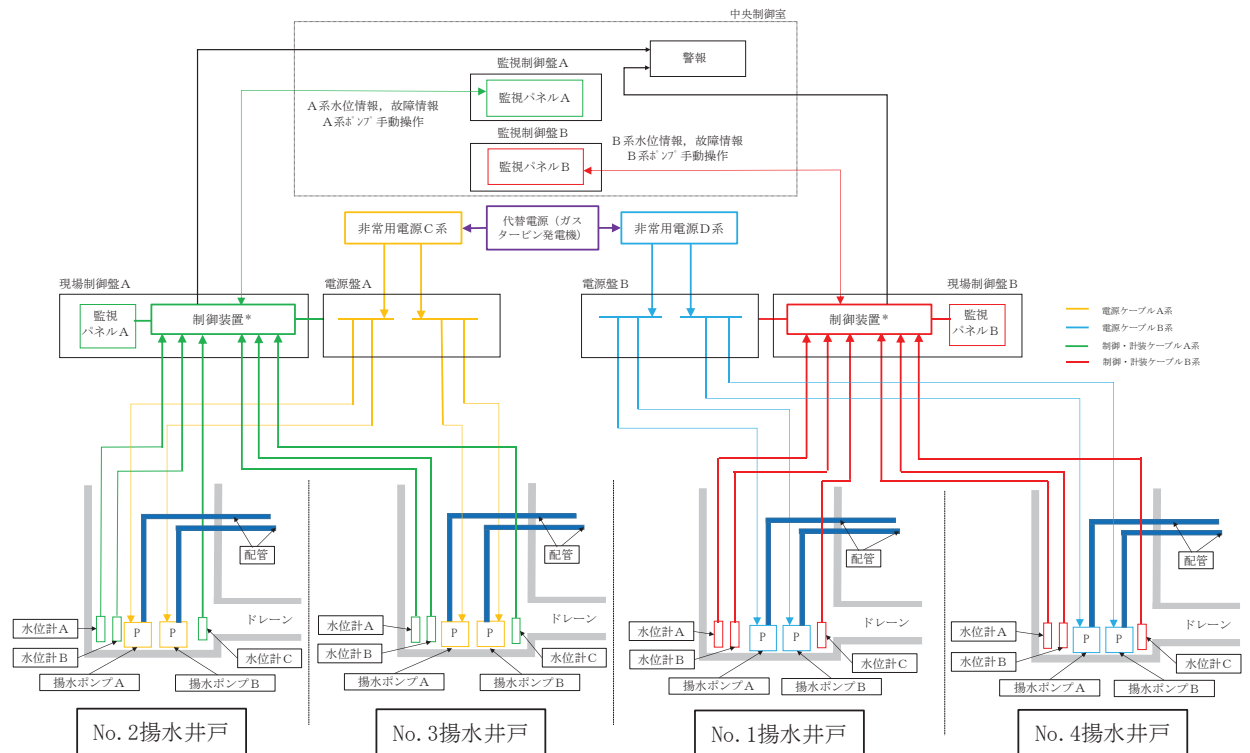 中央制御室
警報
監視制御盤A
監視パネルA
A系水位情報，故障情報
A系ポンプ手動操作
監視制御盤B
監視パネルB
B系水位情報，故障情報
B系ポンプ手動操作
非常用電源C系
代替電源（ガス
タービン発電機）
非常用電源D系
現場制御盤A
監視
パネルA
制御装置*
電源盤A
電源盤B
制御装置*
現場制御盤B
監視
パネルB
電源ケーブルA系
電源ケーブルB系
制御・計装ケーブルA系
制御・計装ケーブルB系
配管
ドレーン
水位計A
水位計B
P
P
水位計C
揚水ポンプA
揚水ポンプB
No.2揚水井戸
配管
ドレーン
水位計A
水位計B
P
P
水位計C
揚水ポンプA
揚水ポンプB
No.3揚水井戸
配管
ドレーン
水位計A
水位計B
P
P
水位計C
揚水ポンプA
揚水ポンプB
No.1揚水井戸
配管
ドレーン
水位計A
水位計B
P
P
水位計C
揚水ポンプA
揚水ポンプB
No.4揚水井戸